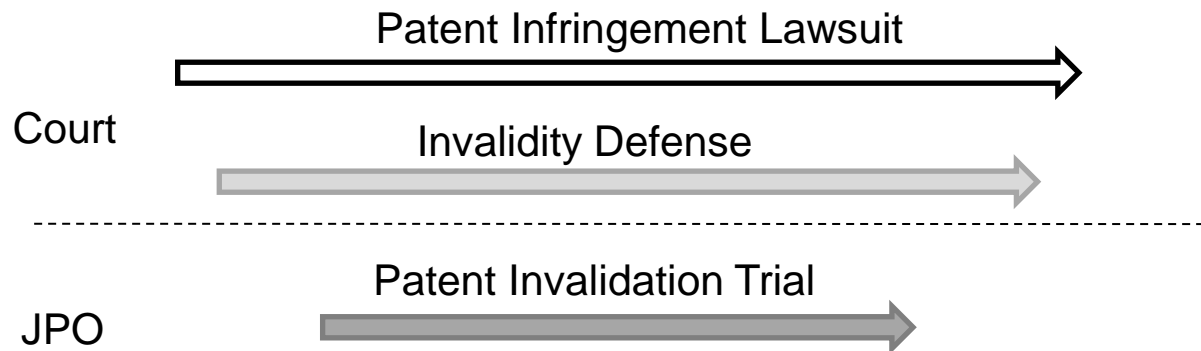 Patent Infringement Lawsuit
Court
Invalidity Defense
Patent Invalidation Trial
JPO